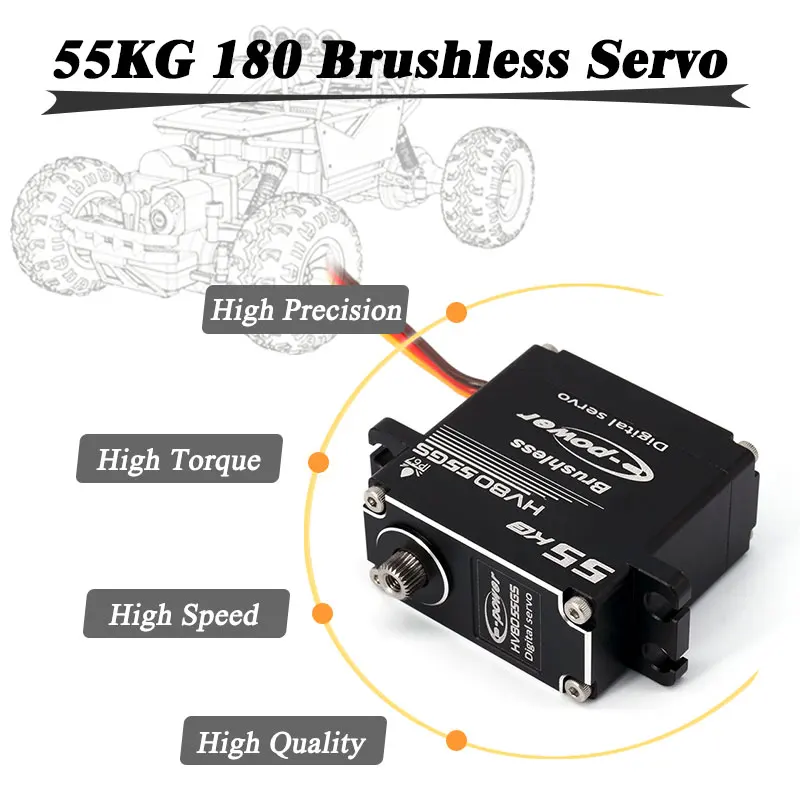 55KG 180 Brushless Servo
High Precision
High Torque
High Speed
High Quality
Digital servo
e-power
Brushless
IP67
HV8055GS
55KG
e-power
HV8055GS
Digital servo